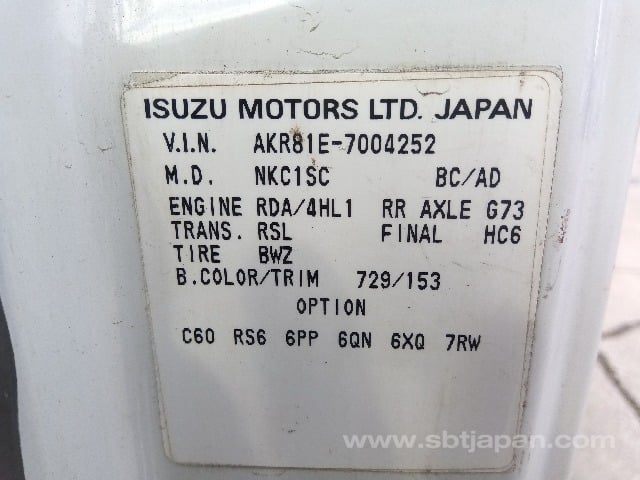 ISUZU MOTORS LTD. JAPAN
V.I.N. AKR81E-7004252
M.D. NKC1SC BC/AD
ENGINE RDA/4HL1 RR AXLE G73
TRANS. RSL FINAL HC6
TIRE BWZ
B.COLOR/TRIM 729/153
OPTION
C60 RS6 6PP 6QN 6XQ 7RW
www.sbtjapan.com